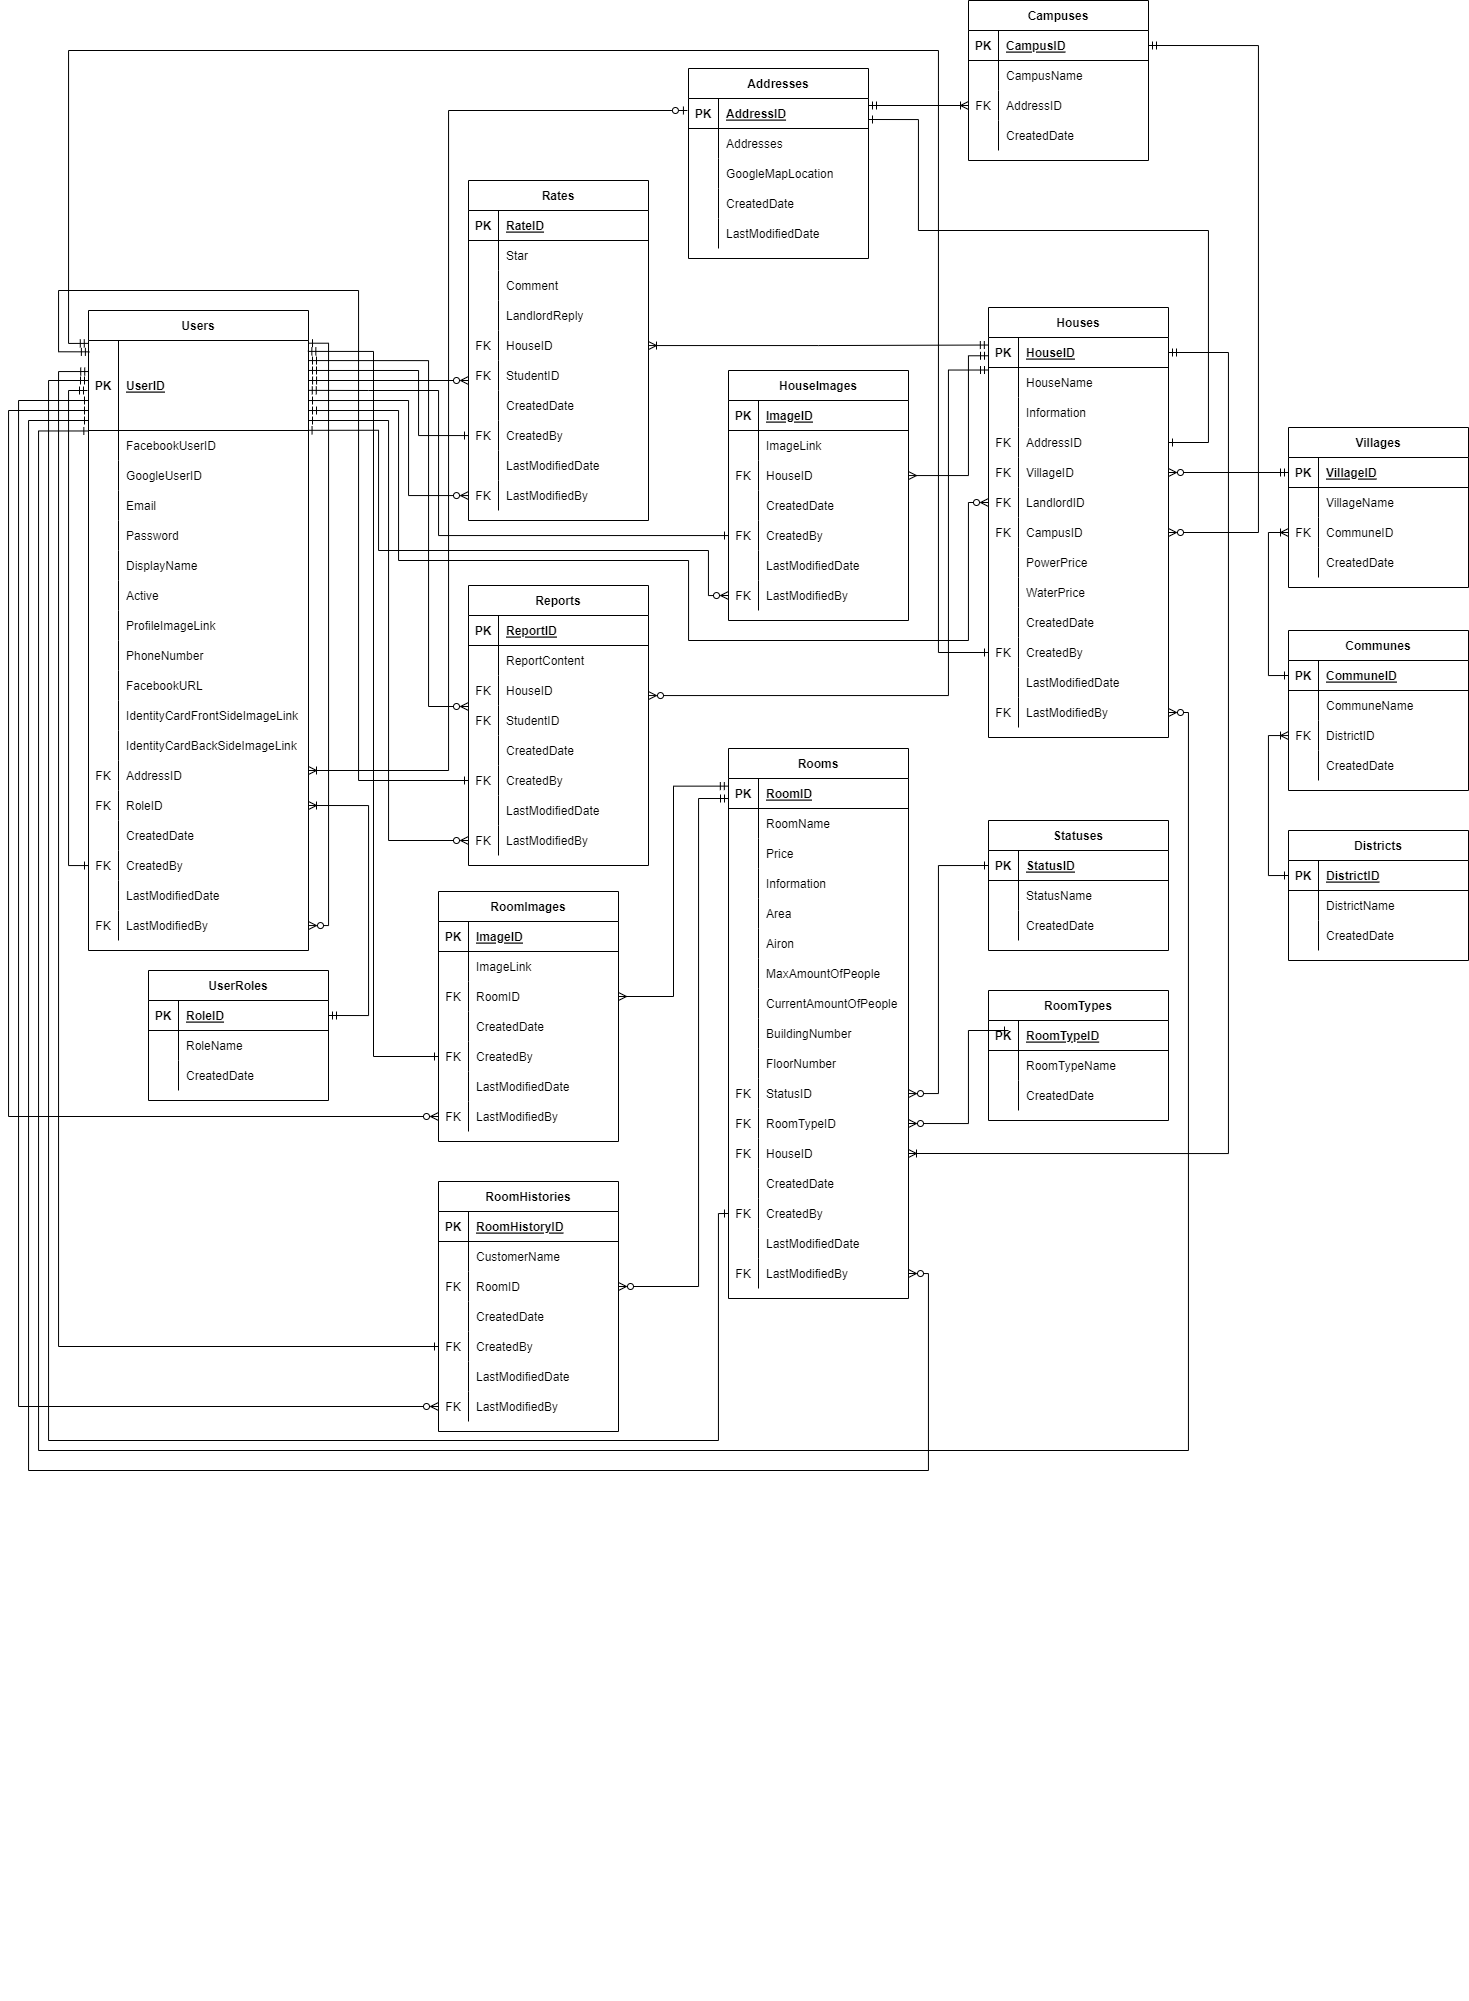 Campuses
PK CampusID
CampusName
FK AddressID
CreatedDate
Addresses
PK AddressID
Addresses
GoogleMapLocation
CreatedDate
LastModifiedDate
Rates
PK RateID
Star
Comment
LandlordReply
FK HouseID
FK StudentID
CreatedDate
FK CreatedBy
LastModifiedDate
FK LastModifiedBy
Users
PK UserID
FacebookUserID
GoogleUserID
Email
Password
DisplayName
Active
ProfileImageLink
PhoneNumber
FacebookURL
IdentityCardFrontSideImageLink
IdentityCardBackSideImageLink
FK AddressID
FK RoleID
CreatedDate
FK CreatedBy
LastModifiedDate
FK LastModifiedBy
Houses
PK HouseID
HouseName
Information
FK AddressID
FK VillageID
FK LandlordID
FK CampusID
PowerPrice
WaterPrice
CreatedDate
FK CreatedBy
LastModifiedDate
FK LastModifiedBy
HouseImages
PK ImageID
ImageLink
FK HouseID
CreatedDate
FK CreatedBy
LastModifiedDate
FK LastModifiedBy
Villages
PK VillageID
VillageName
FK CommuneID
CreatedDate
Reports
PK ReportID
ReportContent
FK HouseID
FK StudentID
CreatedDate
FK CreatedBy
LastModifiedDate
FK LastModifiedBy
Communes
PK CommuneID
CommuneName
FK DistrictID
CreatedDate
Rooms
PK RoomID
RoomName
Price
Information
Area
Airon
MaxAmountOfPeople
CurrentAmountOfPeople
BuildingNumber
FloorNumber
FK StatusID
FK RoomTypeID
FK HouseID
CreatedDate
FK CreatedBy
LastModifiedDate
FK LastModifiedBy
Statuses
PK StatusID
StatusName
CreatedDate
Districts
PK DistrictID
DistrictName
CreatedDate
RoomImages
PK ImageID
ImageLink
FK RoomID
CreatedDate
FK CreatedBy
LastModifiedDate
FK LastModifiedBy
UserRoles
PK RoleID
RoleName
CreatedDate
RoomTypes
PK RoomTypeID
RoomTypeName
CreatedDate
RoomHistories
PK RoomHistoryID
CustomerName
FK RoomID
CreatedDate
FK CreatedBy
LastModifiedDate
FK LastModifiedBy